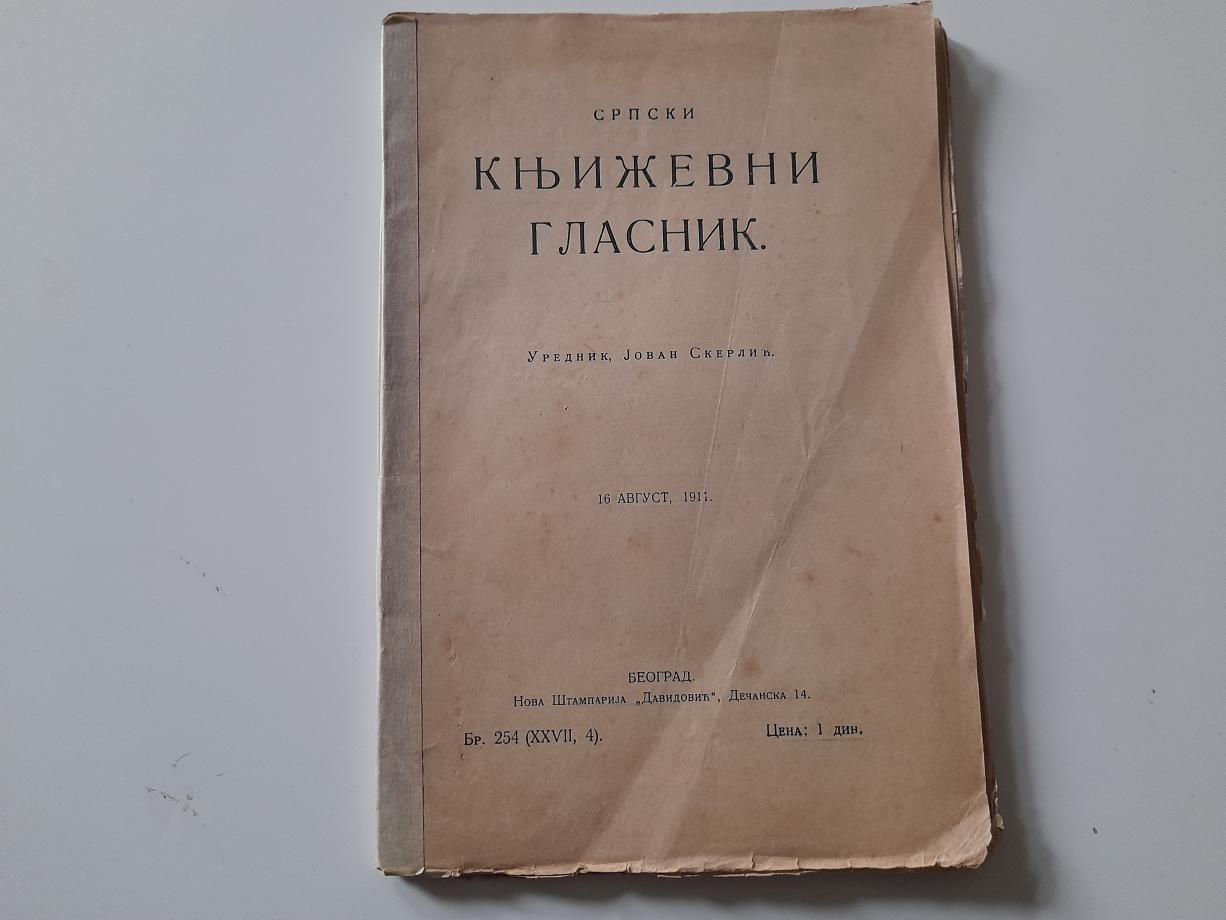 СРПСКИ
КЊИЖЕВНИ
ГЛАСНИК.
Уредник, Јован Скерлић.
16 АВГУСТ, 1911.
БЕОГРАД.
Нова Штампарија „Давидовић“, Дечанска 14.
Бр. 254 (XXVII, 4).
Цена: 1 дин.